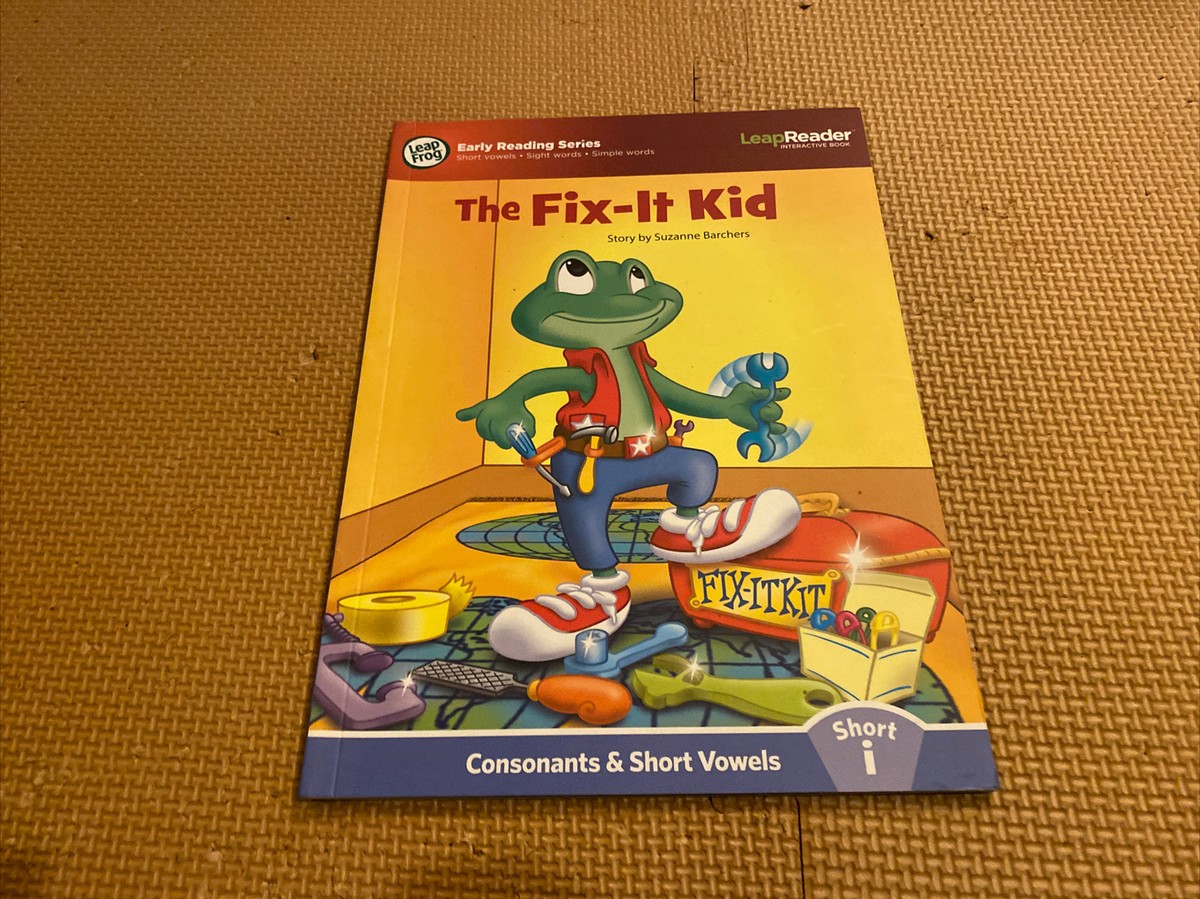 Leap
Frog
Early Reading Series
Short vowels • Sight words • Simple words
LeapReader
INTERACTIVE BOOK
The Fix-It Kid
Story by Suzanne Barchers
FIX-IT KIT
Consonants & Short Vowels
Short
i